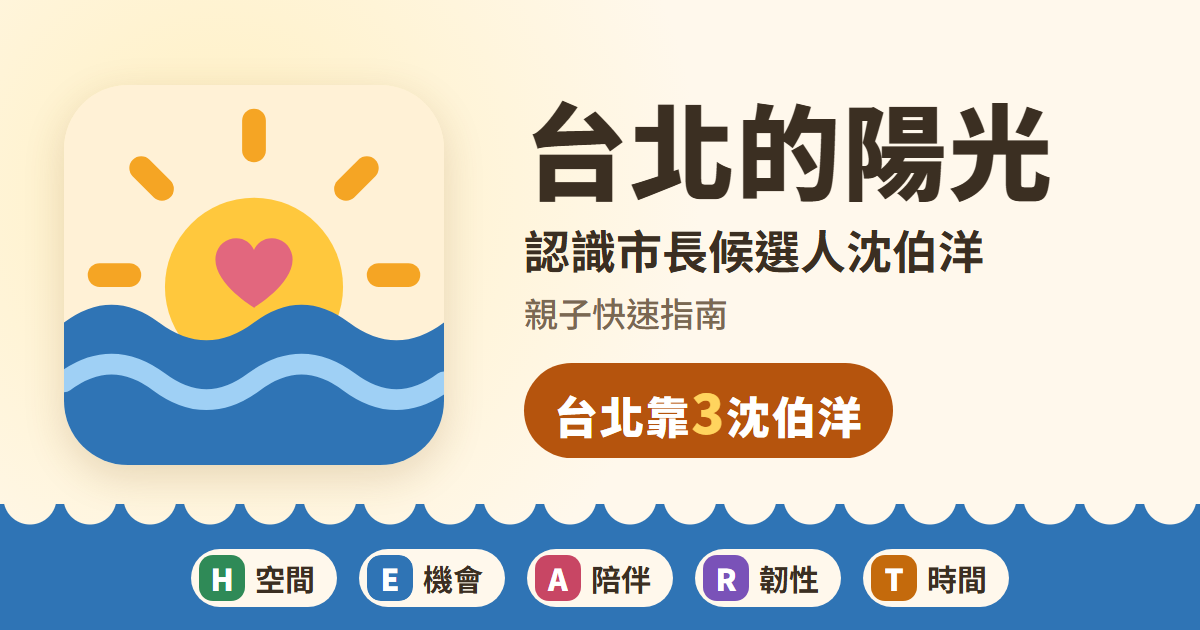 台北的陽光
認識市長候選人沈伯洋
親子快速指南
台北靠3沈伯洋
H 空間
E 機會
A 陪伴
R 韌性
T 時間